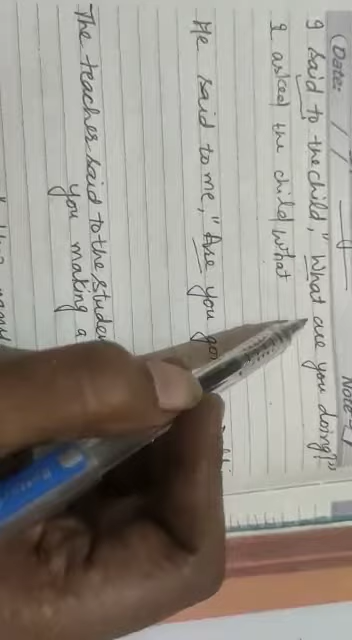 (Date: / /
Note
I said to the child, "What are you doing?"
I asked the child what
He said to me, "Are you
The teacher said to the
you making a